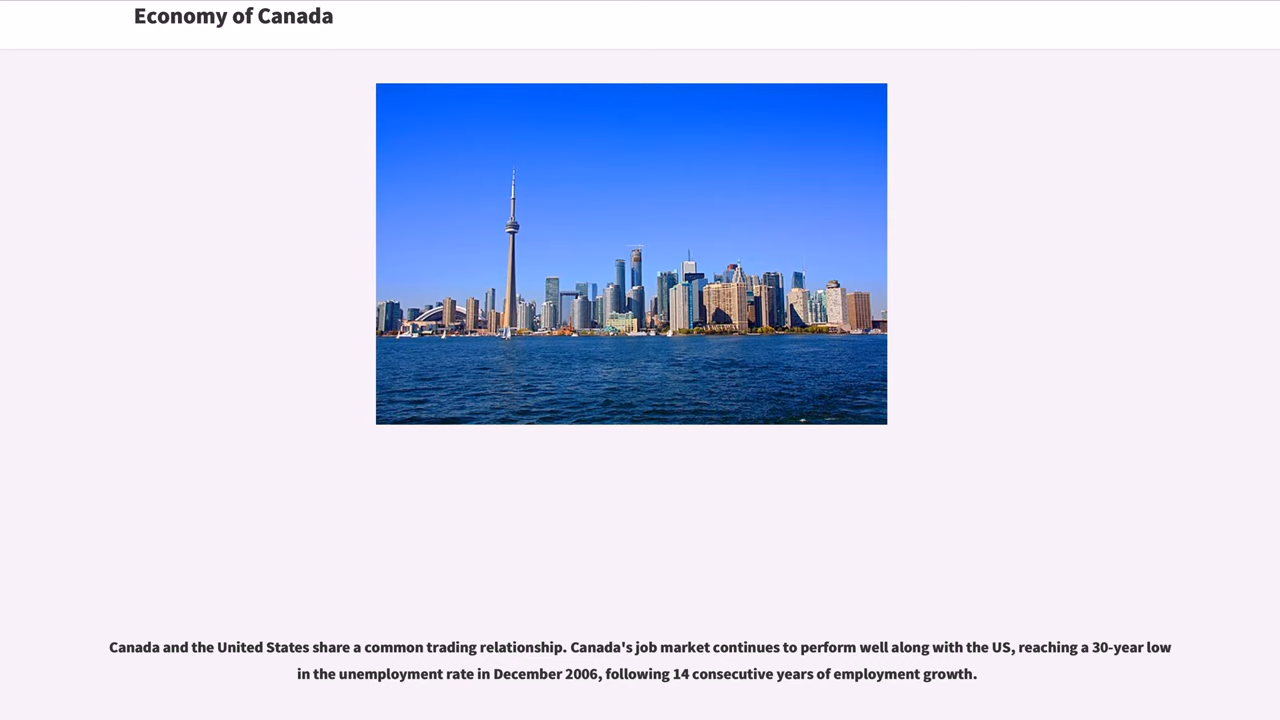 Economy of Canada
Canada and the United States share a common trading relationship. Canada's job market continues to perform well along with the US, reaching a 30-year low
in the unemployment rate in December 2006, following 14 consecutive years of employment growth.